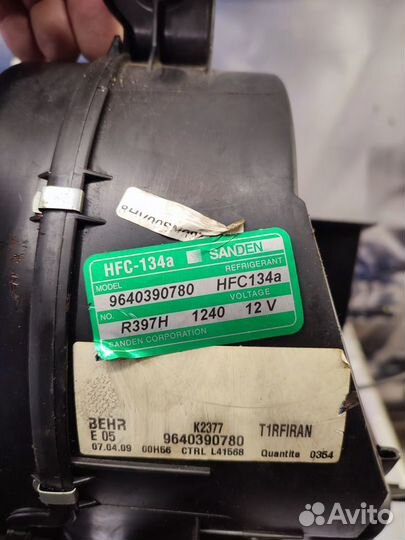 HFC-134a SANDEN
MODEL REFRIGERANT
9640390780 HFC134a
NO. VOLTAGE
R397H 1240 12 V
SANDEN CORPORATION
BEHR K2377 T1RFIRAN
E 05 9640390780
07.04.09 00H56 CTRL L41568 Quantite 0354
Avito